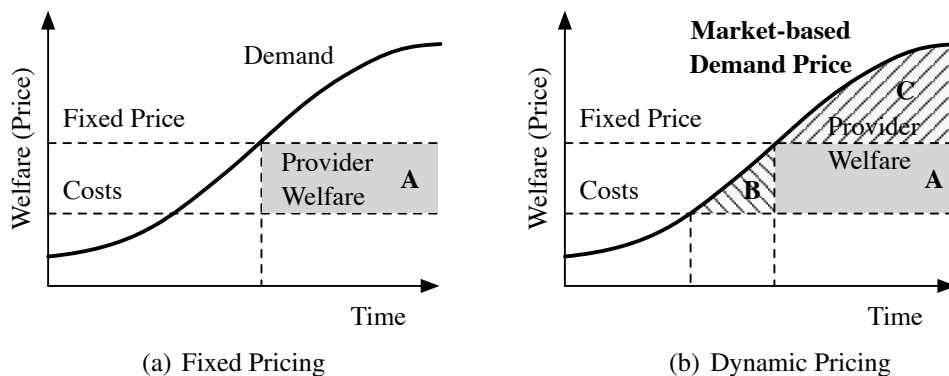 Welfare (Price)
Demand
Fixed Price
Provider
Welfare
A
Costs
Time
(a) Fixed Pricing
Welfare (Price)
Market-based
Demand Price
C
Fixed Price
Provider
Welfare
A
Costs
B
Time
(b) Dynamic Pricing